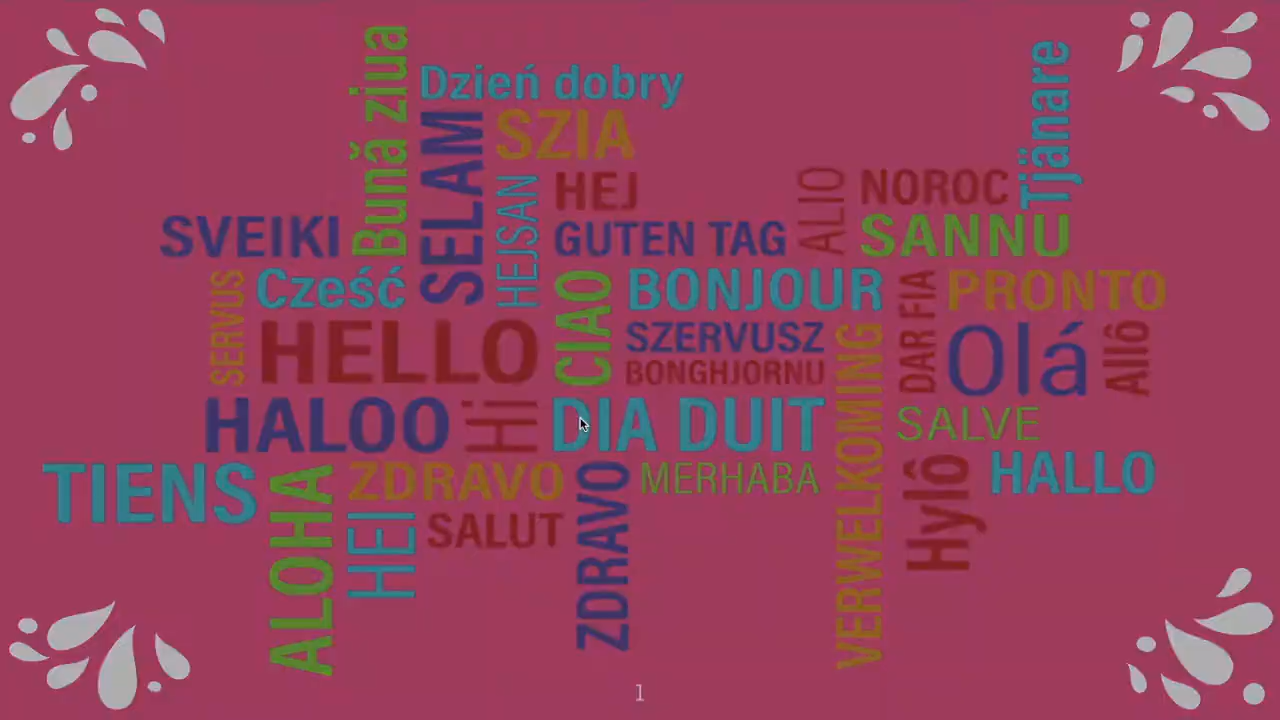 Bună ziua
Dzień dobry
Tjänare
SELAM
SZIA
HEJSAN
HEJ
ALIO
NOROC
SVEIKI
GUTEN TAG
SANNU
SERVUS
Cześć
CIAO
BONJOUR
DAR FIA
PRONTO
HELLO
SZERVUSZ
VERWELKOMING
Olá
Allô
BONGHJORNU
HALOO
Hi
DIA DUIT
SALVE
TIENS
ALOHA
ZDRAVO
ZDRAVO
MERHABA
Hylô
HALLO
HEI
SALUT
1